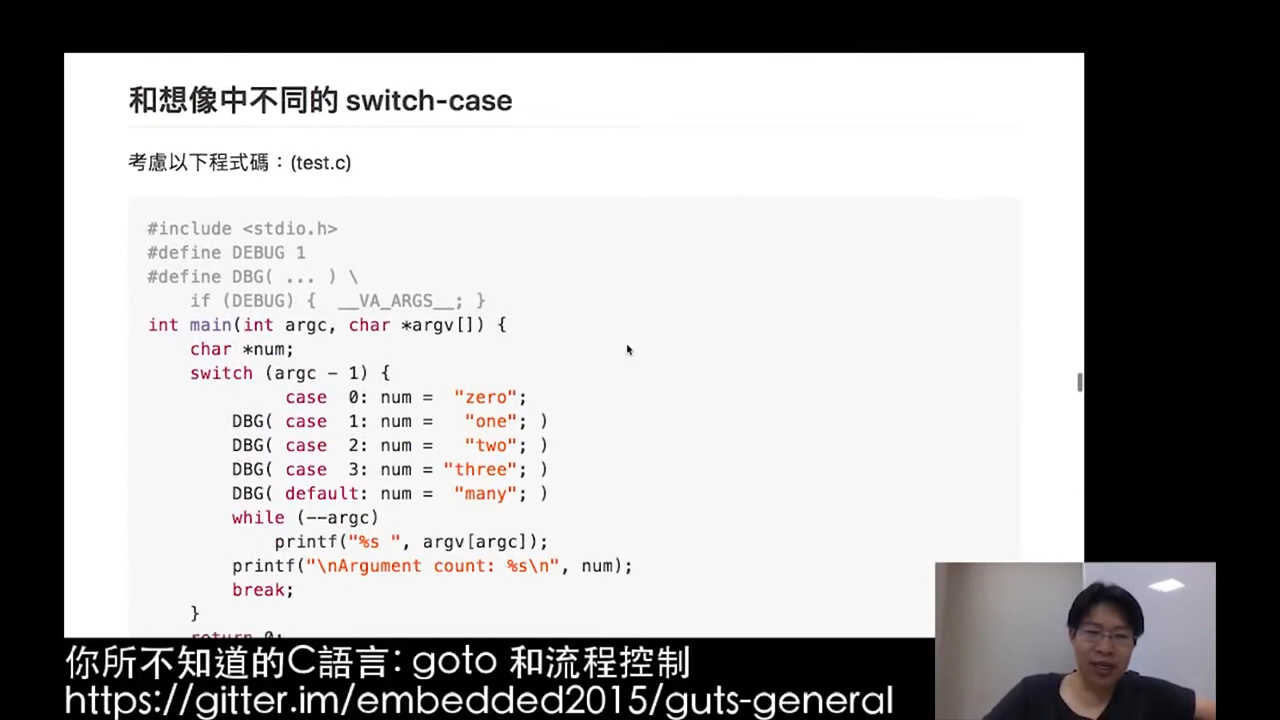 和想像中不同的 switch-case
考慮以下程式碼：(test.c)
#include <stdio.h>
#define DEBUG 1
#define DBG( ... ) \
    if (DEBUG) {  __VA_ARGS__; }
int main(int argc, char *argv[]) {
    char *num;
    switch (argc - 1) {
             case  0: num =  "zero";
        DBG( case  1: num =   "one"; )
        DBG( case  2: num =   "two"; )
        DBG( case  3: num = "three"; )
        DBG( default: num =  "many"; )
        while (--argc)
            printf("%s ", argv[argc]);
        printf("\nArgument count: %s\n", num);
        break;
    }
    return 0;
你所不知道的C語言: goto 和流程控制
https://gitter.im/embedded2015/guts-general